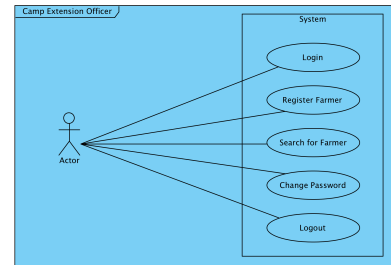 Camp Extension Officer
System
Login
Register Farmer
Search for Farmer
Actor
Change Password
Logout